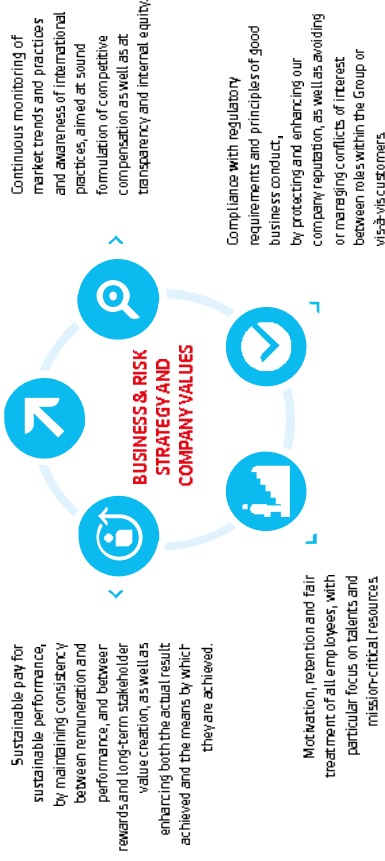 Continuous monitoring of
market trends and practices
and awareness of international
practices, aimed at sound
formulation of competitive
compensation as well as at
transparency and internal equity.
Compliance with regulatory
requirements and principles of good
business conduct,
by protecting and enhancing our
company reputation, as well as avoiding
or managing conflicts of interest
between roles within the Group or
vis-à-vis customers.
BUSINESS & RISK
STRATEGY AND
COMPANY VALUES
Sustainable pay for
sustainable performance,
by maintaining consistency
between remuneration and
performance, and between
rewards and long-term stakeholder
value creation, as well as
enhancing both the actual result
achieved and the means by which
they are achieved.
Motivation, retention and fair
treatment of all employees, with
particular focus on talents and
mission-critical resources.